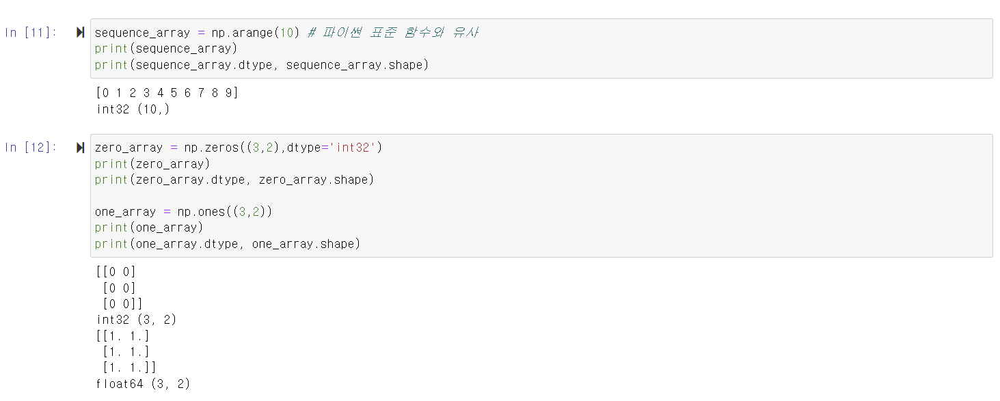 In [11]: sequence_array = np.arange(10) # 파이썬 표준 함수와 유사
print(sequence_array)
print(sequence_array.dtype, sequence_array.shape)
[0 1 2 3 4 5 6 7 8 9]
int32 (10,)
In [12]: zero_array = np.zeros((3,2),dtype='int32')
print(zero_array)
print(zero_array.dtype, zero_array.shape)
one_array = np.ones((3,2))
print(one_array)
print(one_array.dtype, one_array.shape)
[[0 0]
 [0 0]
 [0 0]]
int32 (3, 2)
[[1. 1.]
 [1. 1.]
 [1. 1.]]
float64 (3, 2)